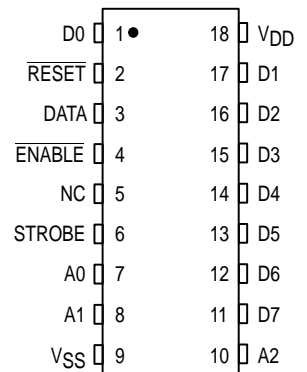 D0 1 18 VDD
RESET 2 17 D1
DATA 3 16 D2
ENABLE 4 15 D3
NC 5 14 D4
STROBE 6 13 D5
A0 7 12 D6
A1 8 11 D7
VSS 9 10 A2